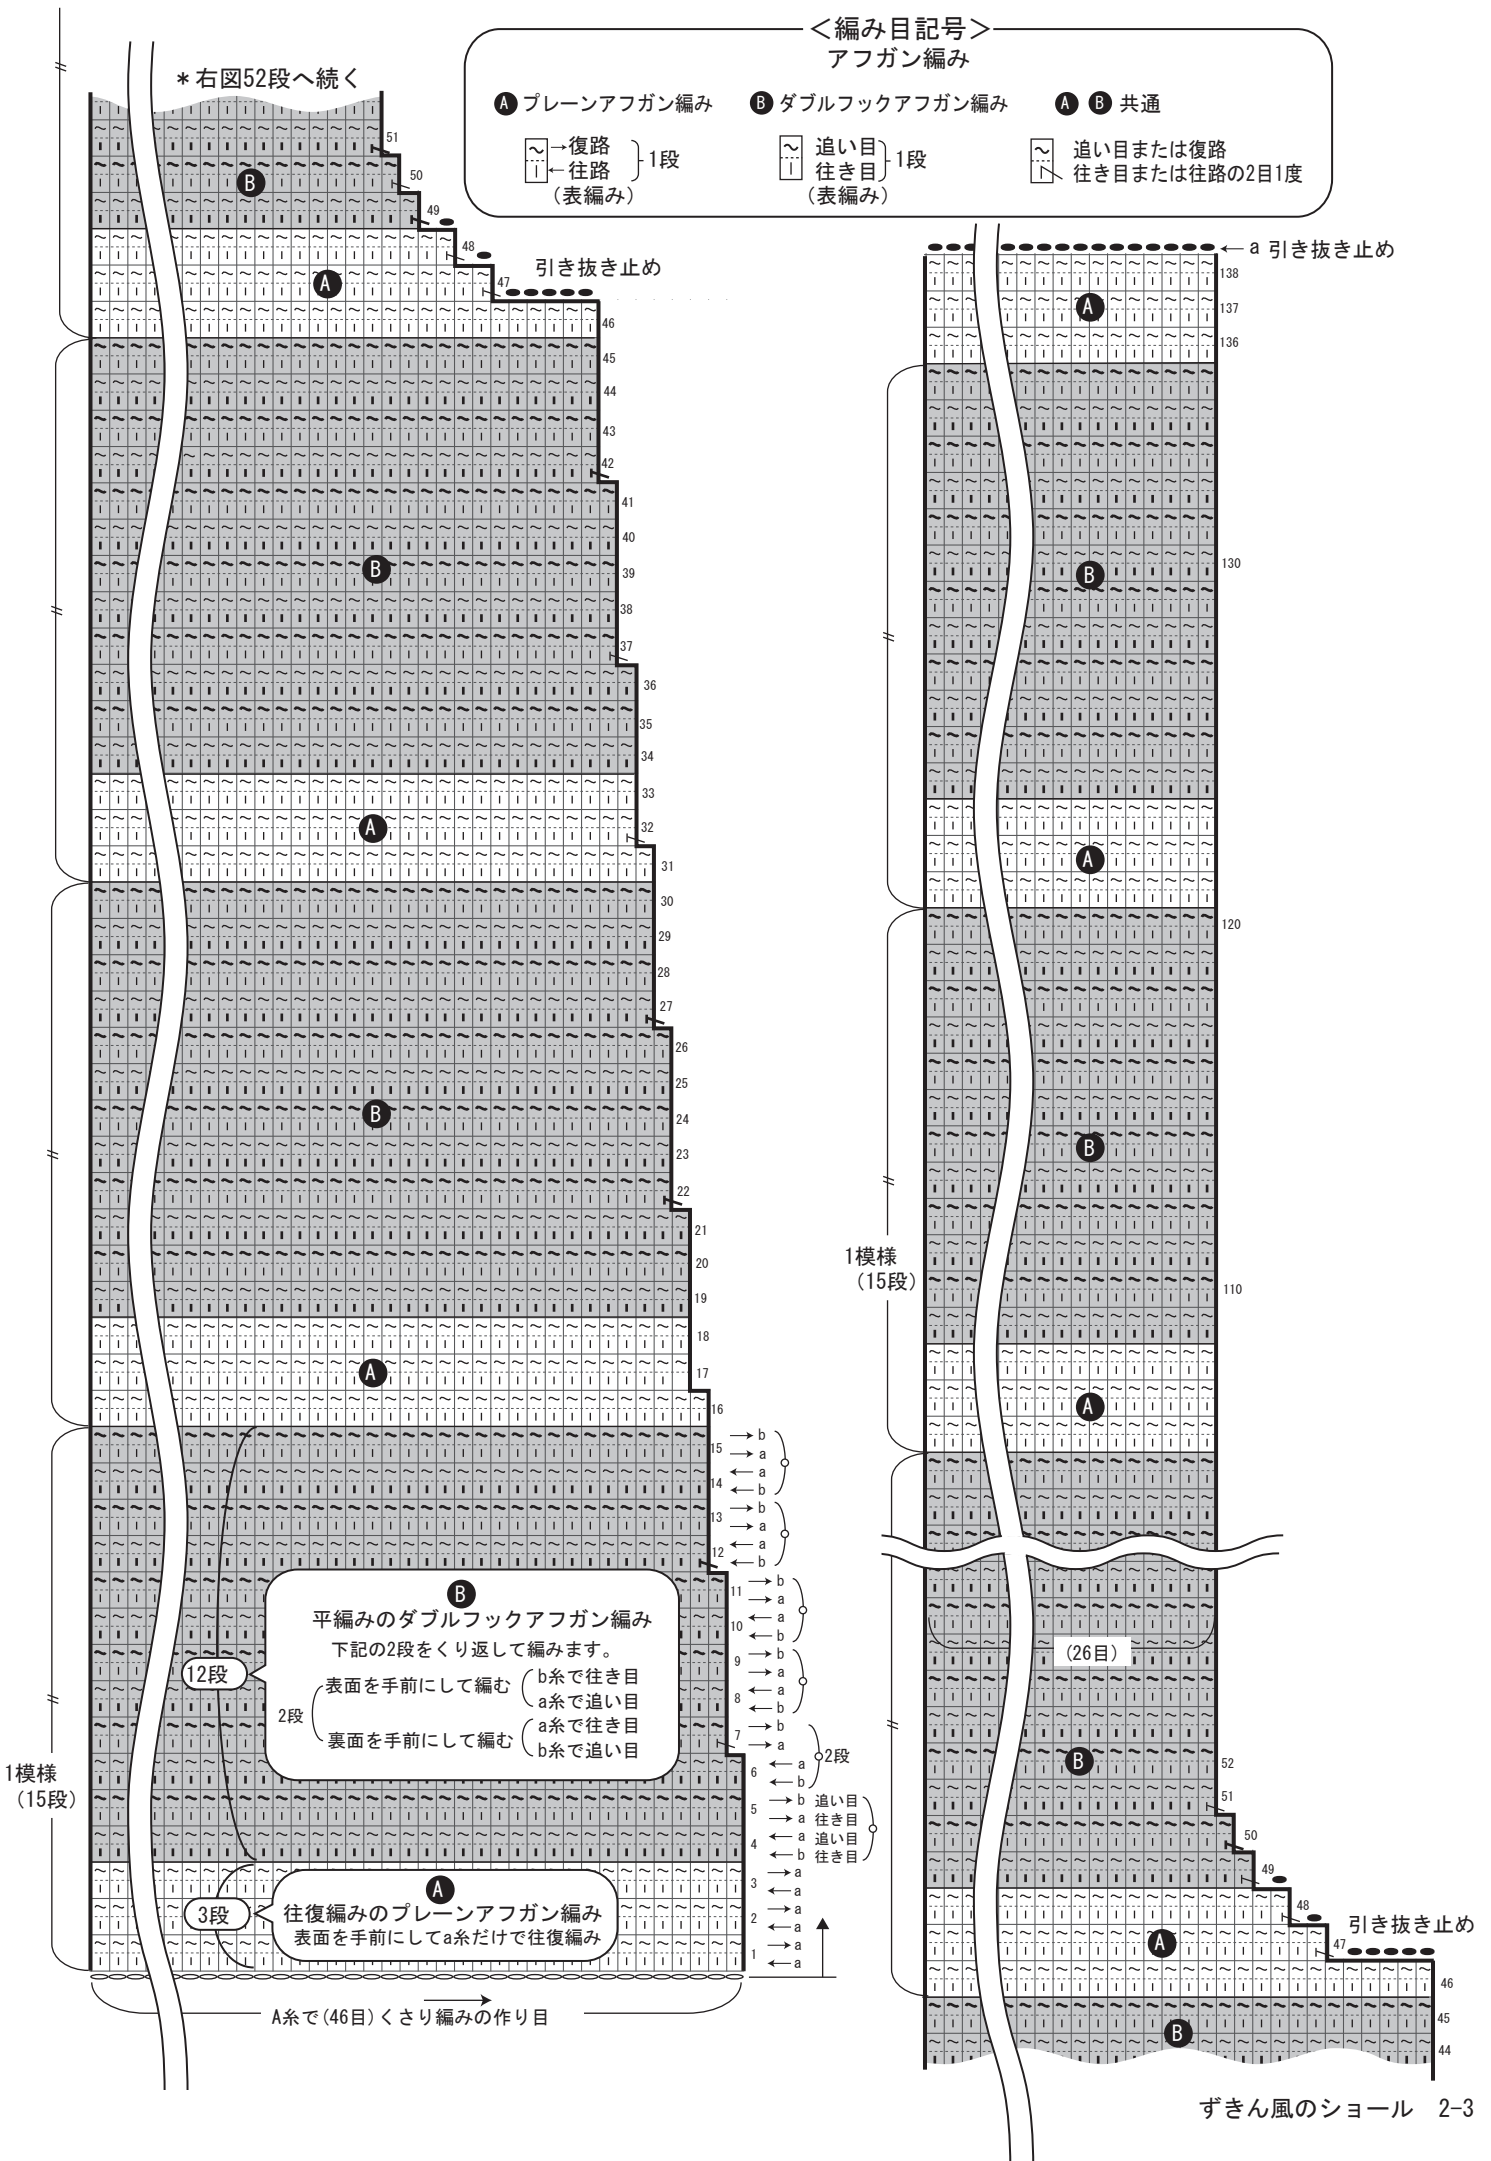 ＜編み目記号＞
アフガン編み
A プレーンアフガン編み
→復路
←往路
1段
(表編み)
B ダブルフックアフガン編み
追い目
往き目
1段
(表編み)
A B 共通
追い目または復路
往き目または往路の2目1度
＊右図52段へ続く
51
B
50
49
48
A
47
引き抜き止め
46
45
44
43
42
41
40
B
39
38
37
36
35
34
33
A
32
31
30
29
28
27
26
25
B
24
23
22
21
20
19
18
A
17
16
15
→ b
→ a
14
← a
← b
13
→ b
→ a
12
← a
← b
11
→ b
→ a
10
← a
← b
9
→ b
→ a
8
← a
← b
7
→ b
→ a
6
← a
← b
2段
5
→ b 追い目
→ a 往き目
4
← a 追い目
← b 往き目
3
→ a
← a
2
→ a
← a
1
→ a
← a
12段
B
平編みのダブルフックアフガン編み
下記の2段をくり返して編みます。
2段
表面を手前にして編む
b糸で往き目
a糸で追い目
裏面を手前にして編む
a糸で往き目
b糸で追い目
1模様
(15段)
3段
A
往復編みのプレーンアフガン編み
表面を手前にしてa糸だけで往復編み
A糸で(46目)くさり編みの作り目
← a 引き抜き止め
138
A
137
136
130
B
A
120
B
1模様
(15段)
110
A
(26目)
B
52
51
50
49
48
引き抜き止め
A
47
46
45
B
44
ずきん風のショール 2-3